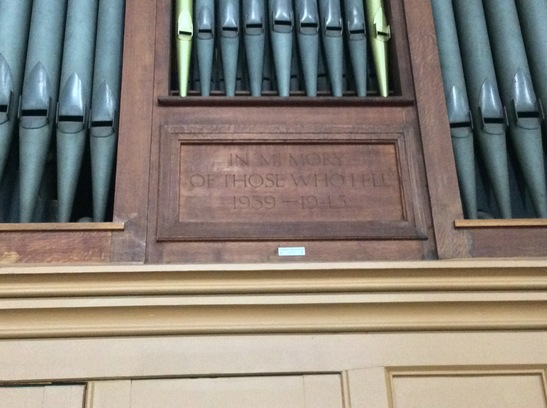 IN MEMORY
OF THOSE WHO FELL
1939-1945